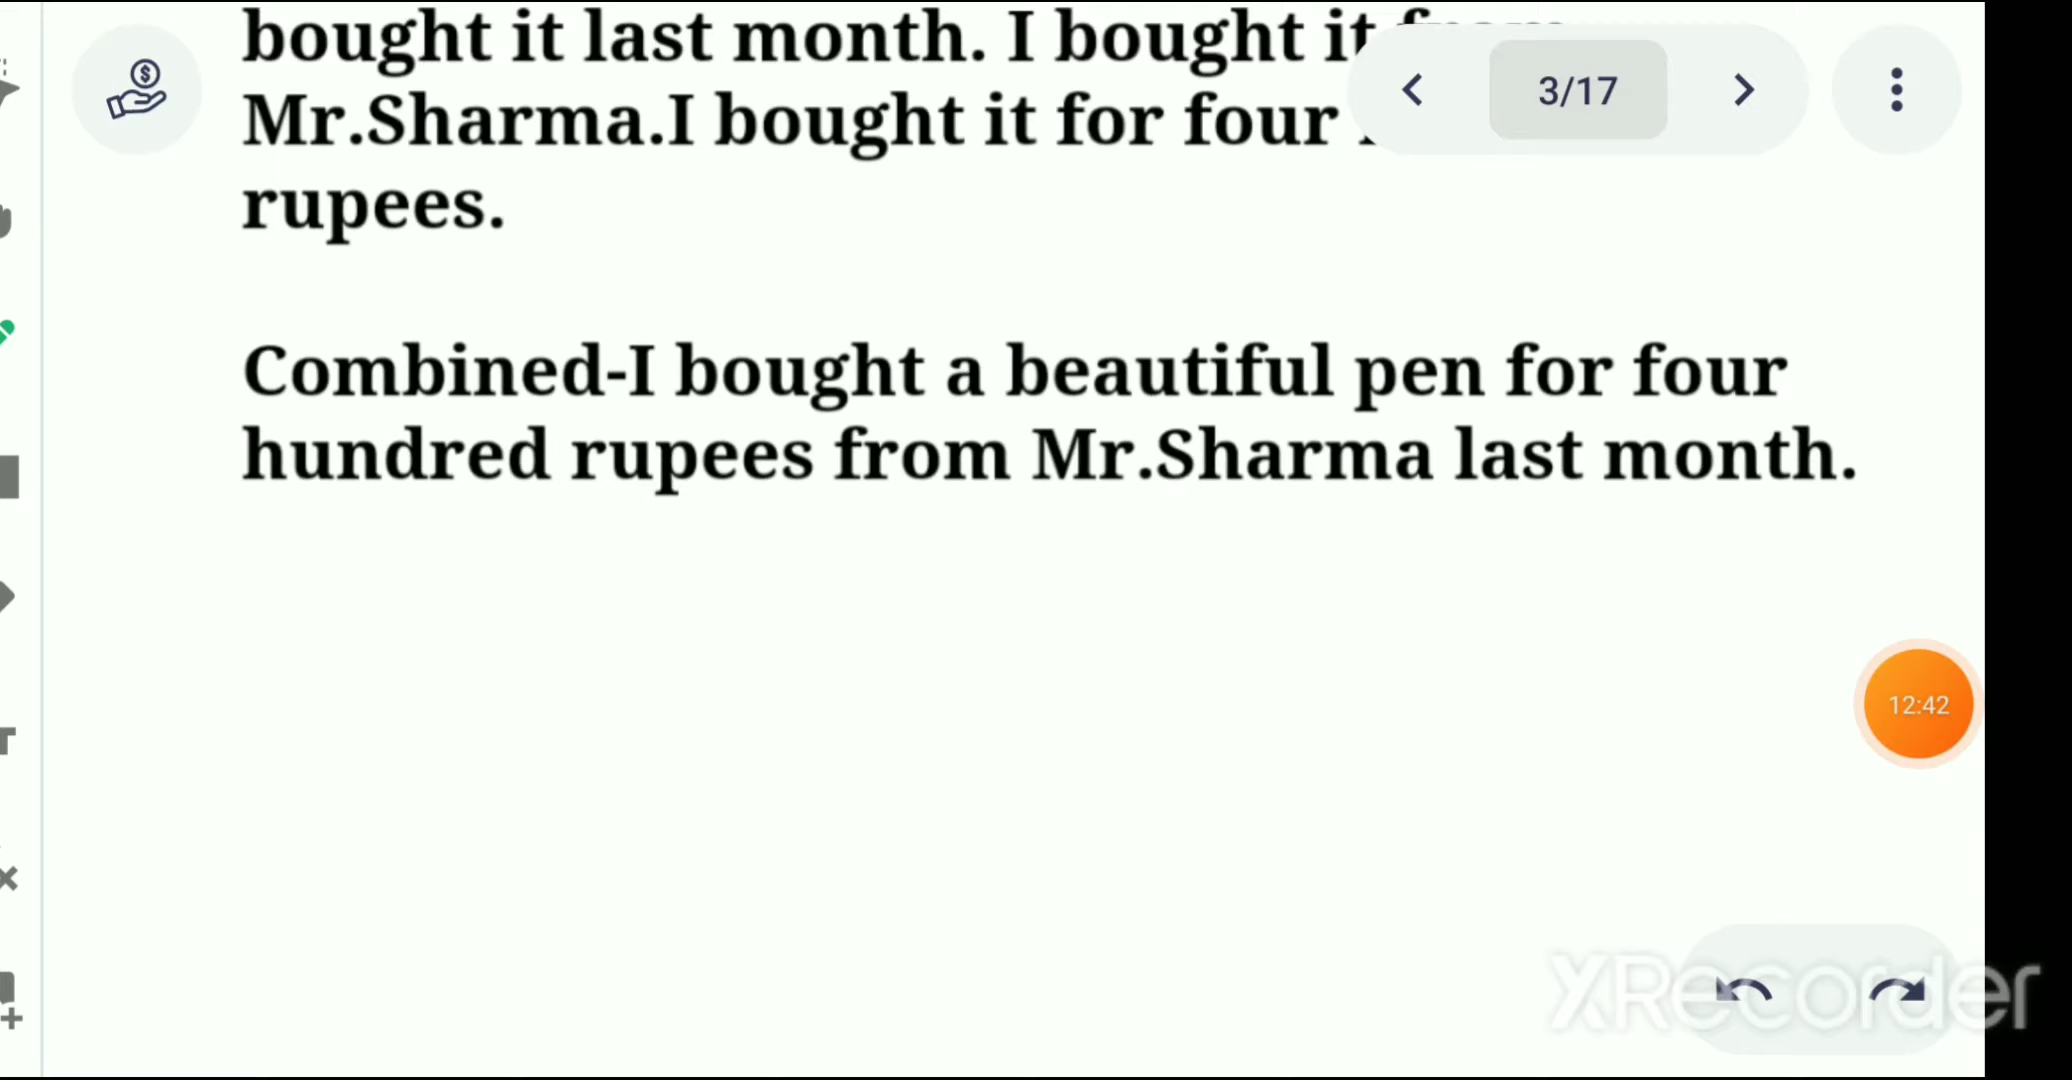 bought it last month. I bought it
3/17
Mr.Sharma.I bought it for four
rupees.
Combined-I bought a beautiful pen for four
hundred rupees from Mr.Sharma last month.
12:42
XRecorder